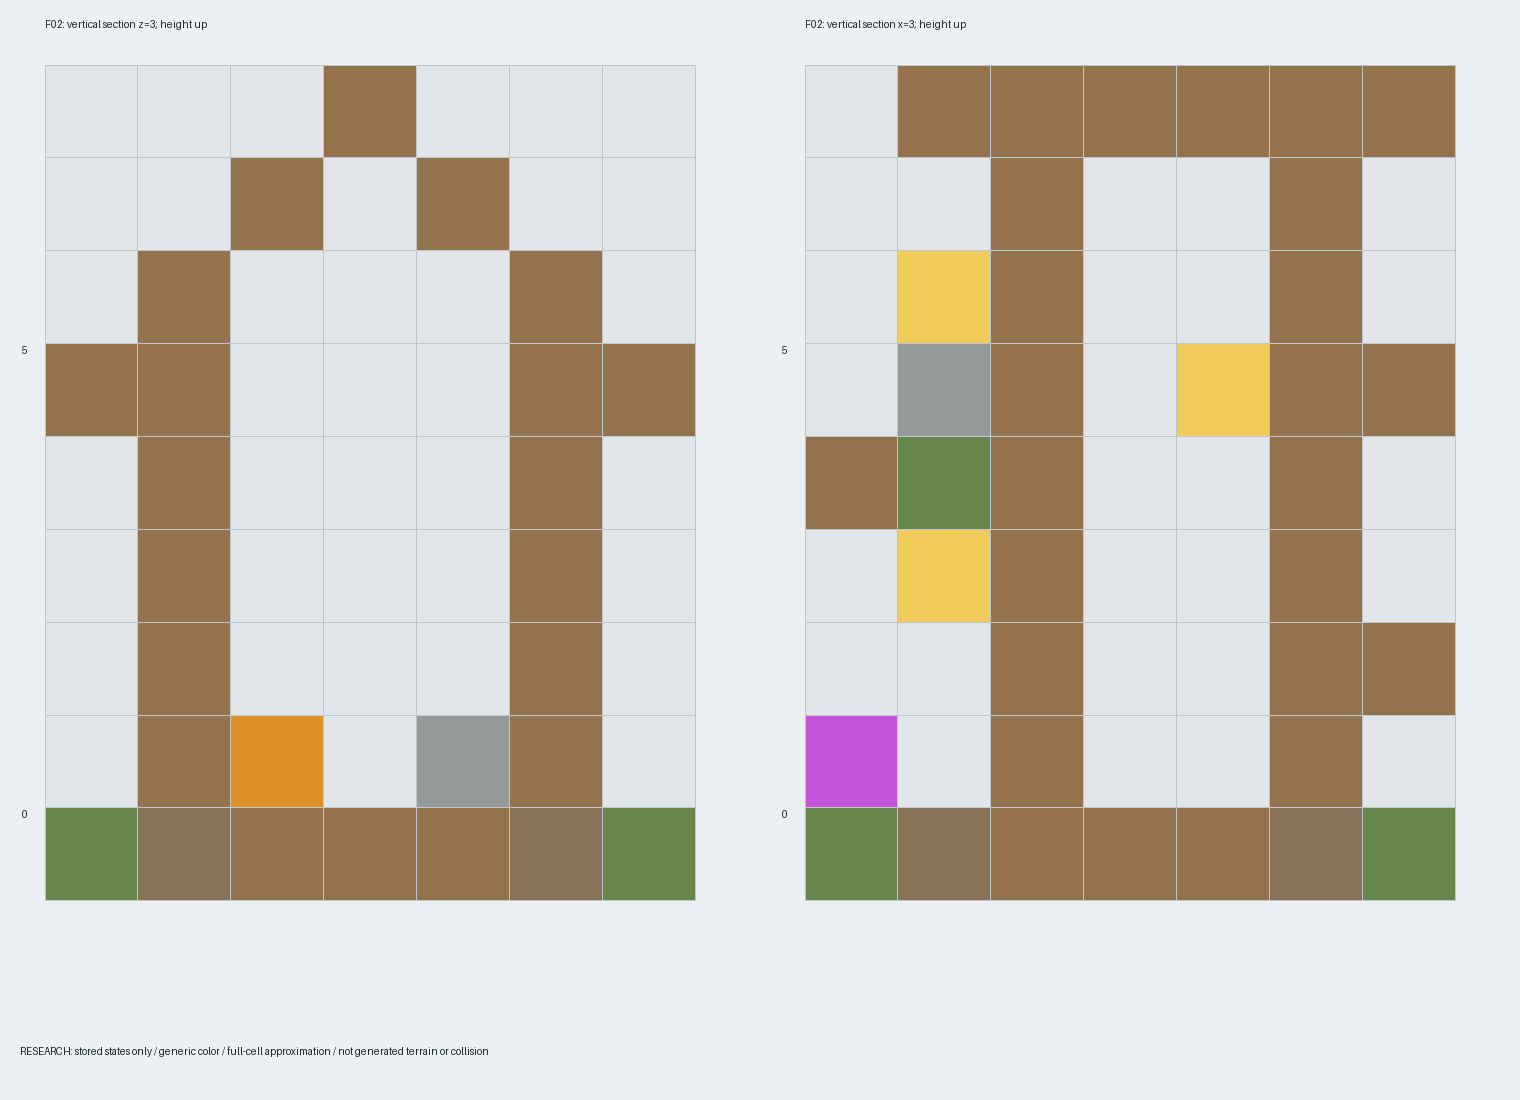 F02: vertical section z=3; height up
F02: vertical section x=3; height up
5
5
0
0
RESEARCH: stored states only / generic color / full-cell approximation / not generated terrain or collision